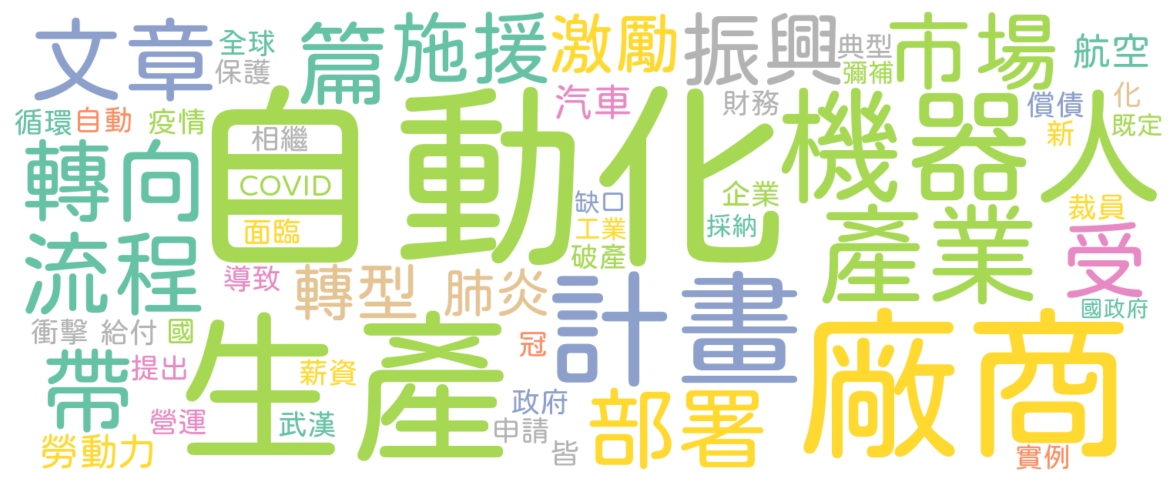 文章
全球
保護
篇
施援
激勵
振興
典型
彌補
市場
航空
循環
自動
疫情
相繼
COVID
面臨
自動化
汽車
財務
機器人
償債
新
化
既定
轉向
流程
導致
轉型
肺炎
缺口
工業
破產
企業
採納
產業
裁員
受
國政府
衝擊
給付
國
帶
提出
營運
勞動力
生產
薪資
武漢
冠
政府
申請
皆
計畫
部署
廠商
實例